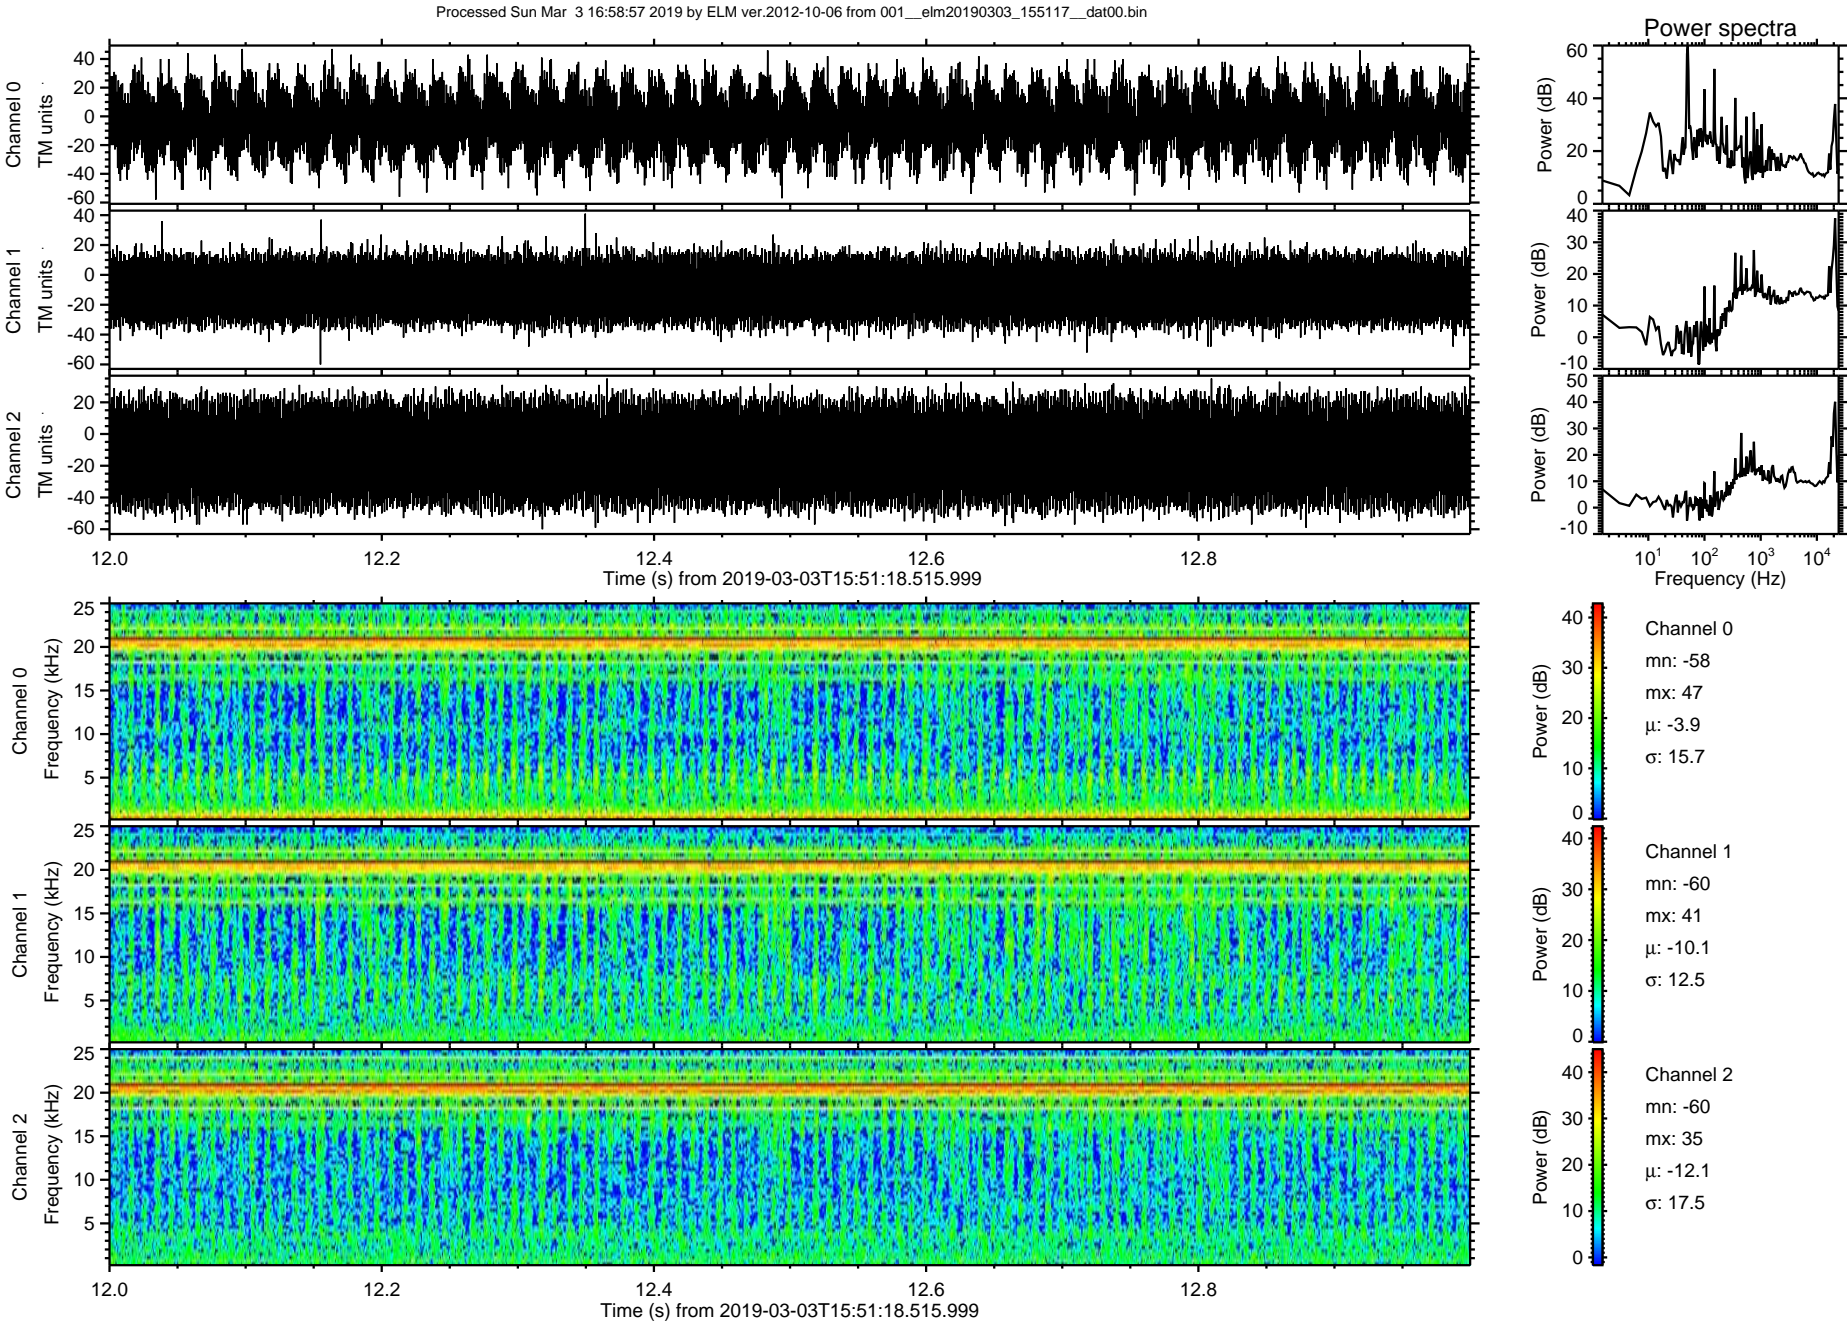 Processed Sun Mar 3 16:58:57 2019 by ELM ver.2012-10-06 from 001__elm20190303_155117__dat00.bin
Power spectra
Channel 0
TM units
40
20
0
-20
-40
-60
Power (dB)
60
40
20
0
Channel 1
TM units
40
20
0
-20
-40
-60
Power (dB)
40
30
20
10
0
-10
Channel 2
TM units
20
0
-20
-40
-60
Power (dB)
50
40
30
20
10
0
-10
12.0 12.2 12.4 12.6 12.8
Time (s) from 2019-03-03T15:51:18.515.999
10¹ 10² 10³ 10⁴
Frequency (Hz)
Channel 0
Frequency (kHz)
25
20
15
10
5
Power (dB)
40
30
20
10
0
Channel 0
mn: -58
mx: 47
μ: -3.9
σ: 15.7
Channel 1
Frequency (kHz)
25
20
15
10
5
Power (dB)
40
30
20
10
0
Channel 1
mn: -60
mx: 41
μ: -10.1
σ: 12.5
Channel 2
Frequency (kHz)
25
20
15
10
5
Power (dB)
40
30
20
10
0
Channel 2
mn: -60
mx: 35
μ: -12.1
σ: 17.5
12.0 12.2 12.4 12.6 12.8
Time (s) from 2019-03-03T15:51:18.515.999